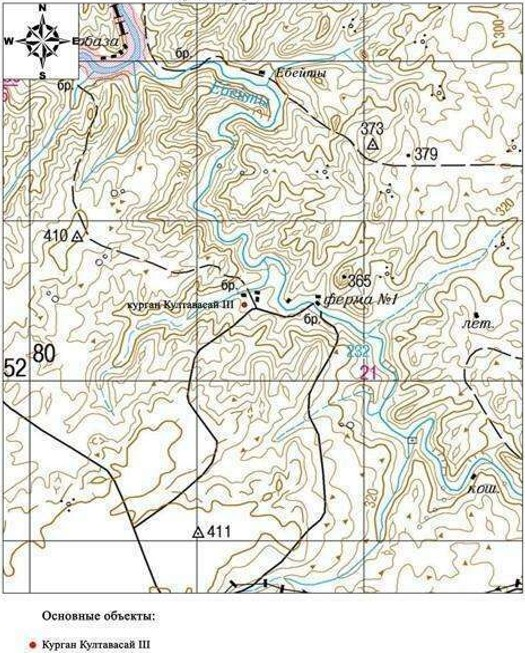 N
W E
S
база
бр.
Ебейты
бр.
Ебейты
300
373
379
301
320
410
бр.
365
курган Култавасай III
ферма №1
бр.
лет.
232
52 80
21
кош.
320
411
Основные объекты:
Курган Култавасай III